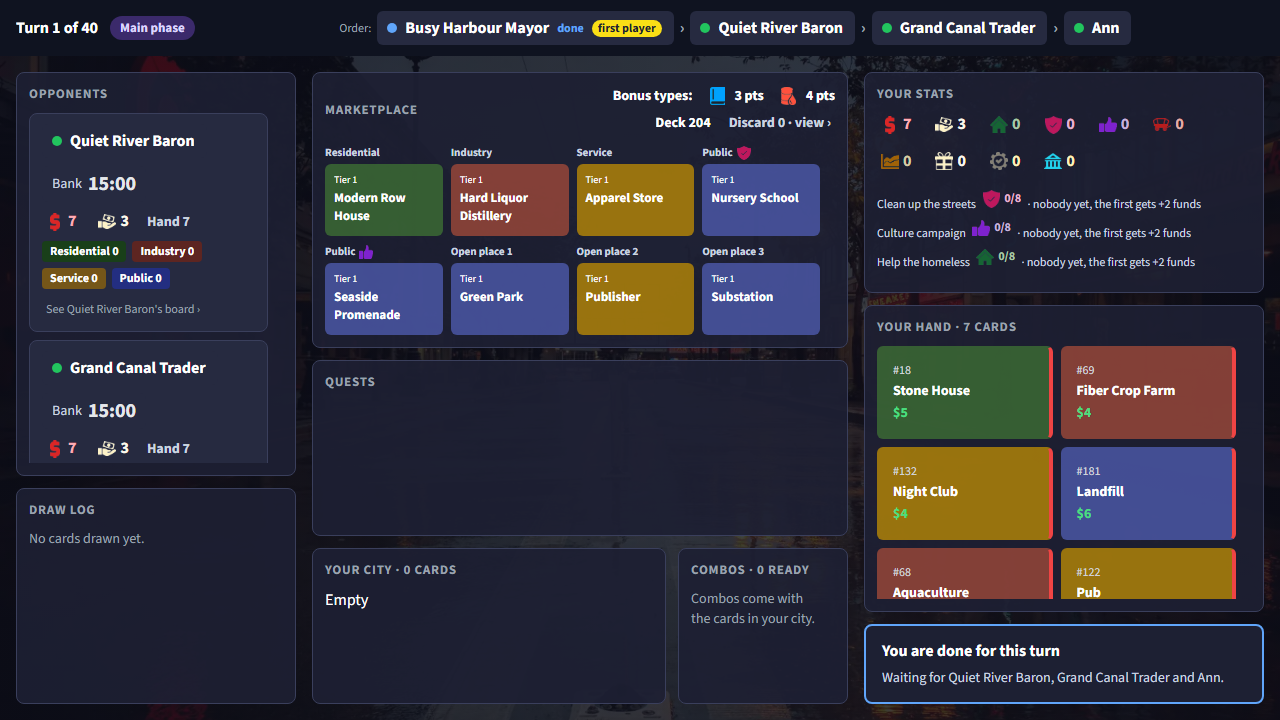 Turn 1 of 40 Main phase
Order: Busy Harbour Mayor done first player › Quiet River Baron › Grand Canal Trader › Ann
OPPONENTS
Quiet River Baron
Bank 15:00
7 3 Hand 7
Residential 0 Industry 0
Service 0 Public 0
See Quiet River Baron's board ›
Grand Canal Trader
Bank 15:00
7 3 Hand 7
DRAW LOG
No cards drawn yet.
MARKETPLACE
Bonus types: 3 pts 4 pts
Deck 204 Discard 0 · view ›
Residential Industry Service Public
Tier 1 Tier 1 Tier 1 Tier 1
Modern Row House
Hard Liquor Distillery
Apparel Store
Nursery School
Public Open place 1 Open place 2 Open place 3
Tier 1 Tier 1 Tier 1 Tier 1
Seaside Promenade
Green Park
Publisher
Substation
QUESTS
YOUR CITY · 0 CARDS
Empty
COMBOS · 0 READY
Combos come with
the cards in your city.
YOUR STATS
7 3 0 0 0 0
0 0 0 0
Clean up the streets 0/8 · nobody yet, the first gets +2 funds
Culture campaign 0/8 · nobody yet, the first gets +2 funds
Help the homeless 0/8 · nobody yet, the first gets +2 funds
YOUR HAND · 7 CARDS
#18
Stone House
$5
#69
Fiber Crop Farm
$4
#132
Night Club
$4
#181
Landfill
$6
#68
Aquaculture
#122
Pub
You are done for this turn
Waiting for Quiet River Baron, Grand Canal Trader and Ann.